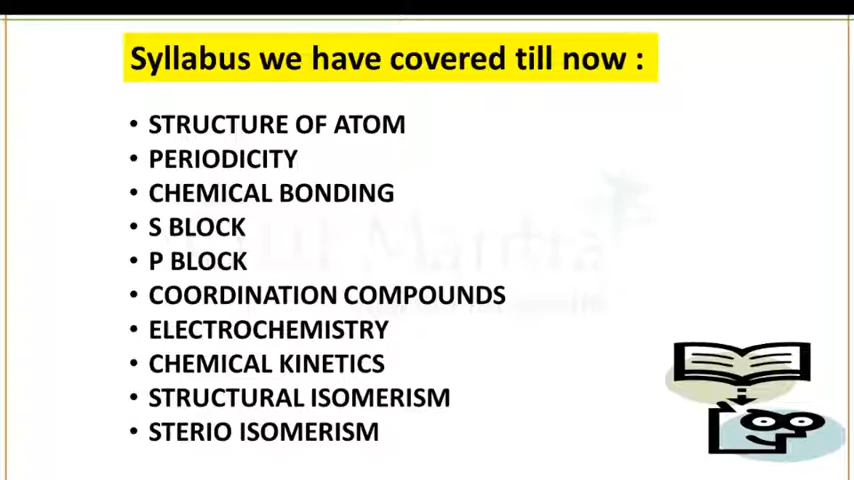 Syllabus we have covered till now :
• STRUCTURE OF ATOM
• PERIODICITY
• CHEMICAL BONDING
• S BLOCK
• P BLOCK
• COORDINATION COMPOUNDS
• ELECTROCHEMISTRY
• CHEMICAL KINETICS
• STRUCTURAL ISOMERISM
• STERIO ISOMERISM